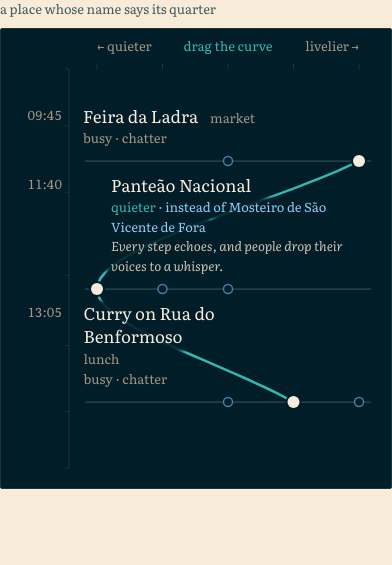 a place whose name says its quarter
← quieter drag the curve livelier →
09:45 Feira da Ladra market
busy · chatter
11:40 Panteão Nacional
quieter · instead of Mosteiro de São
Vicente de Fora
Every step echoes, and people drop their
voices to a whisper.
13:05 Curry on Rua do
Benformoso
lunch
busy · chatter